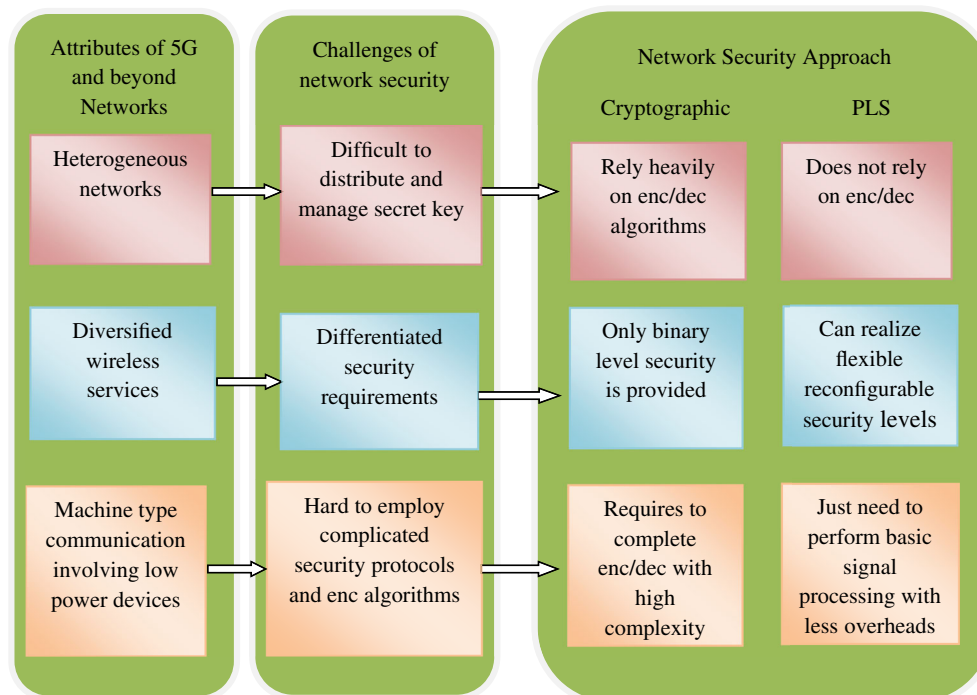 Attributes of 5G
and beyond
Networks
Heterogeneous
networks
Diversified
wireless
services
Machine type
communication
involving low
power devices
Challenges of
network security
Difficult to
distribute and
manage secret key
Differentiated
security
requirements
Hard to employ
complicated
security protocols
and enc algorithms
Network Security Approach
Cryptographic
Rely heavily
on enc/dec
algorithms
Only binary
level security
is provided
Requires to
complete
enc/dec with
high
complexity
PLS
Does not rely
on enc/dec
Can realize
flexible
reconfigurable
security levels
Just need to
perform basic
signal
processing with
less overheads